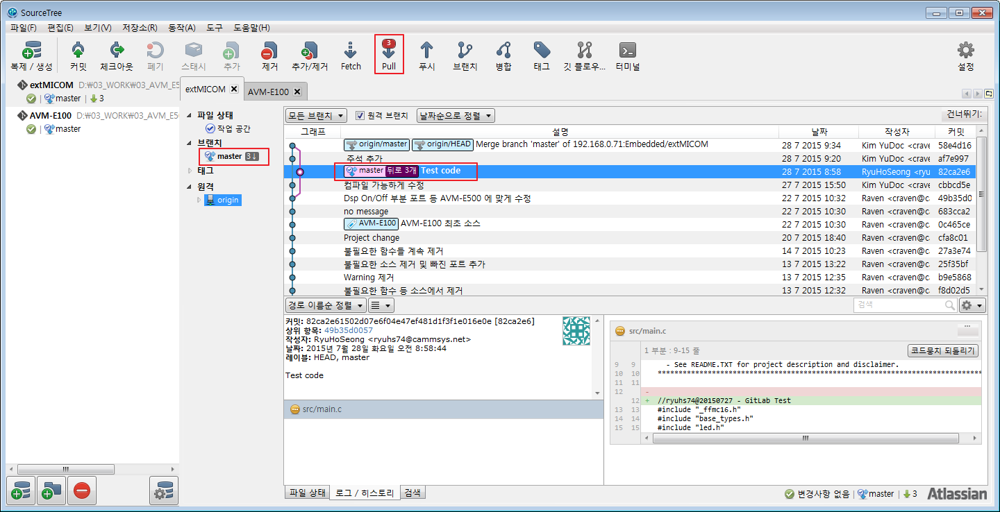 SourceTree
파일(F) 편집(E) 보기(V) 저장소(R) 동작(A) 도구 도움말(H)
3
복제 / 생성 커밋 체크아웃 폐기 스태시 추가 제거 추가/제거 Fetch Pull 푸시 브랜치 병합 태그 깃 플로우... 터미널 설정
extMICOM D:₩03_WORK₩03_AVM_E5
master 3
AVM-E100 D:₩03_WORK₩03_AVM_E5
master
extMICOM AVM-E100
파일 상태
작업 공간
브랜치
master 3↓
태그
원격
origin
모든 브랜치 원격 브랜치 날짜순으로 정렬 건너뛰기:
그래프 설명 날짜 작성자 커밋
origin/master origin/HEAD Merge branch 'master' of 192.168.0.71:Embedded/extMICOM 28 7 2015 9:34 Kim YuDoc <crave 58e4d16
주석 추가 28 7 2015 9:20 Kim YuDoc <crave af7e997
master 뒤로 3개 Test code 28 7 2015 8:58 RyuHoSeong <ryu 82ca2e6
컴파일 가능하게 수정 27 7 2015 15:50 Kim YuDoc <crave cbbcd5e
Dsp On/Off 부분 포트 등 AVM-E500 에 맞게 수정 22 7 2015 10:32 Raven <craven@c 49b35d0
no message 22 7 2015 10:30 Raven <craven@c 683cca2
AVM-E100 AVM-E100 최초 소스 22 7 2015 10:30 Raven <craven@c 0c465ce
Project change 20 7 2015 18:40 Raven <craven@c cfa8c01
불필요한 함수들 계속 제거 14 7 2015 10:23 Raven <craven@c 27a3e74
불필요한 소스 제거 및 빠진 포트 추가 13 7 2015 13:22 Raven <craven@c 25f35bf
Warning 제거 13 7 2015 12:35 Raven <craven@c b9e5868
불필요한 함수 등 소스에서 제거 13 7 2015 12:32 Raven <craven@c f8d02d5
경로 이름순 정렬 검색
커밋: 82ca2e61502d07e6f04e47ef481d1f3f1e016e0e [82ca2e6]
상위 항목: 49b35d0057
작성자: RyuHoSeong <ryuhs74@cammsys.net>
날짜: 2015년 7월 28일 화요일 오전 8:58:44
레이블: HEAD, master
Test code
src/main.c
src/main.c ...
1 부분 : 9-15 줄 코드뭉치 되돌리기
9 9 - See README.TXT for project description and disclaimer.
10 10 ******************************************************************************
11 11
12 -
12 + //ryuhs74@20150727 - GitLab Test
13 13 #include "_ffmc16.h"
14 14 #include "base_types.h"
15 15 #include "led.h"
파일 상태 로그 / 히스토리 검색
변경사항 없음 master 3 Atlassian